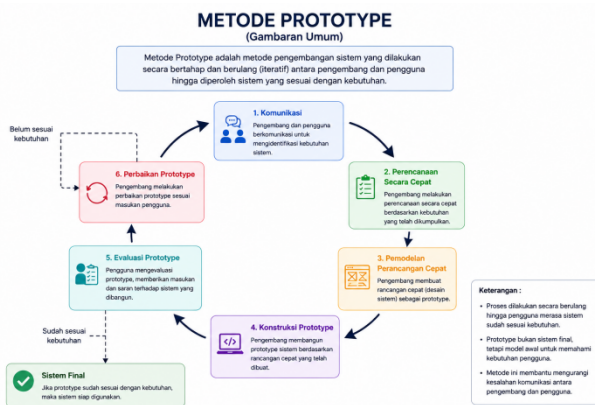 METODE PROTOTYPE
(Gambaran Umum)
Metode Prototype adalah metode pengembangan sistem yang dilakukan
secara bertahap dan berulang (iteratif) antara pengembang dan pengguna
hingga diperoleh sistem yang sesuai dengan kebutuhan.
1. Komunikasi
Pengembang dan pengguna
berkomunikasi untuk
mengidentifikasi kebutuhan
sistem.
2. Perencanaan
Secara Cepat
Pengembang melakukan
perencanaan secara cepat
berdasarkan kebutuhan
yang telah dikumpulkan.
3. Pemodelan
Perancangan Cepat
Pengembang membuat
rancangan cepat (desain
sistem) sebagai prototype.
4. Konstruksi Prototype
Pengembang membangun
prototype sistem berdasarkan
rancangan cepat yang telah
dibuat.
5. Evaluasi Prototype
Pengguna mengevaluasi
prototype, memberikan masukan
dan saran terhadap sistem yang
dibangun.
6. Perbaikan Prototype
Pengembang melakukan
perbaikan prototype sesuai
masukan pengguna.
Belum sesuai
kebutuhan
Sudah sesuai
kebutuhan
Sistem Final
Jika prototype sudah sesuai dengan kebutuhan,
maka sistem siap digunakan.
Keterangan :
• Proses dilakukan secara berulang
hingga pengguna merasa sistem
sudah sesuai kebutuhan.
• Prototype bukan sistem final,
tetapi model awal untuk memahami
kebutuhan pengguna.
• Metode ini membantu mengurangi
kesalahan komunikasi antara
pengembang dan pengguna.